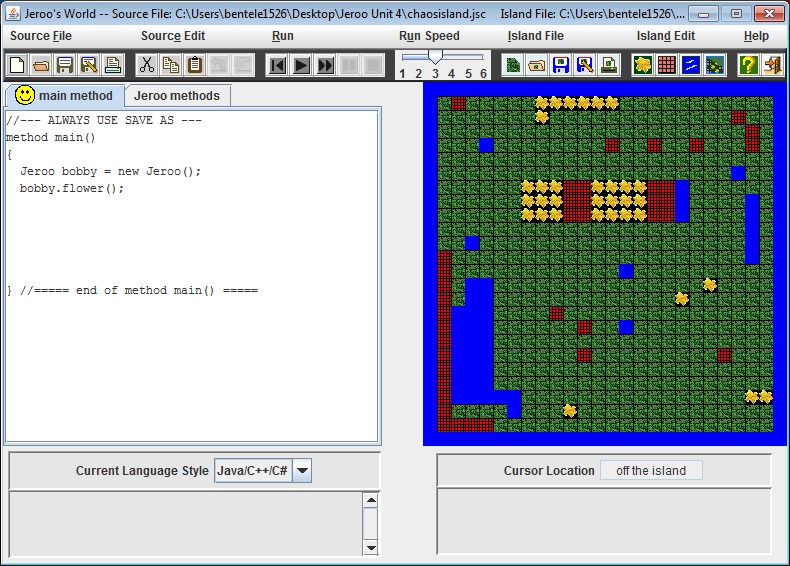 Jeroo's World -- Source File: C:\Users\bentele1526\Desktop\Jeroo Unit 4\chaosisland.jsc Island File: C:\Users\bentele1526\...
Source File Source Edit Run Run Speed Island File Island Edit Help
1 2 3 4 5 6
main method Jeroo methods
//--- ALWAYS USE SAVE AS ---
method main()
{
Jeroo bobby = new Jeroo();
bobby.flower();
} //===== end of method main() =====
Current Language Style Java/C++/C#
Cursor Location off the island